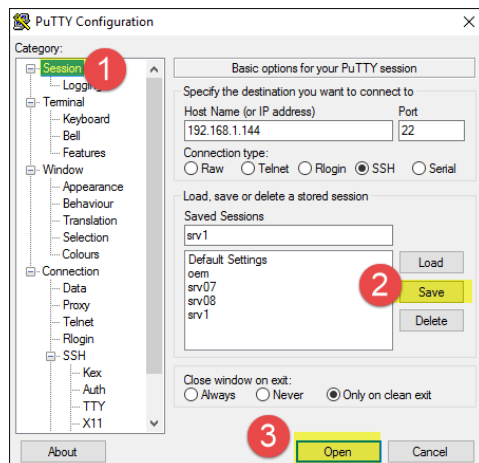 PuTTY Configuration
Category:
Session
Logging
Terminal
Keyboard
Bell
Features
Window
Appearance
Behaviour
Translation
Selection
Colours
Connection
Data
Proxy
Telnet
Rlogin
SSH
Kex
Auth
TTY
X11
1
Basic options for your PuTTY session
Specify the destination you want to connect to
Host Name (or IP address) Port
192.168.1.144 22
Connection type:
Raw Telnet Rlogin SSH Serial
Load, save or delete a stored session
Saved Sessions
srv1
Default Settings
oem
srv07
srv08
srv1
Load
2 Save
Delete
Close window on exit:
Always Never Only on clean exit
3
About Open Cancel